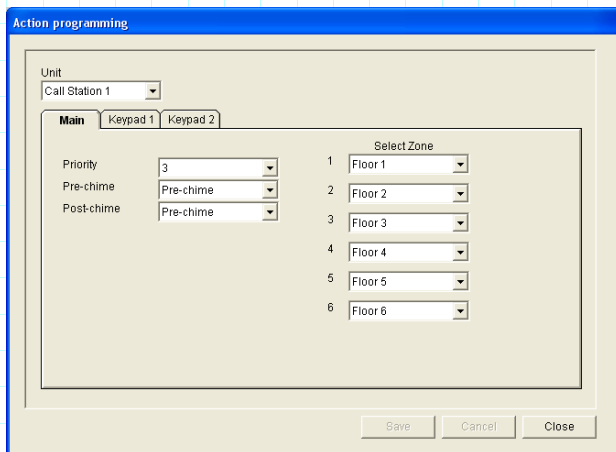 Action programming
Unit
Call Station 1
Main Keypad 1 Keypad 2
Select Zone
Priority 3 1 Floor 1
Pre-chime Pre-chime 2 Floor 2
Post-chime Pre-chime 3 Floor 3
4 Floor 4
5 Floor 5
6 Floor 6
Save Cancel Close